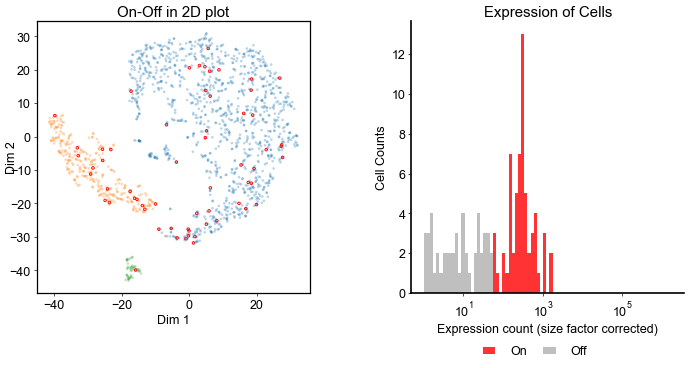 On-Off in 2D plot
30
20
10
0
−10
−20
−30
−40
Dim 2
−40 −20 0 20
Dim 1
Expression of Cells
12
10
8
6
4
2
0
Cell Counts
10^1 10^3 10^5
Expression count (size factor corrected)
On Off